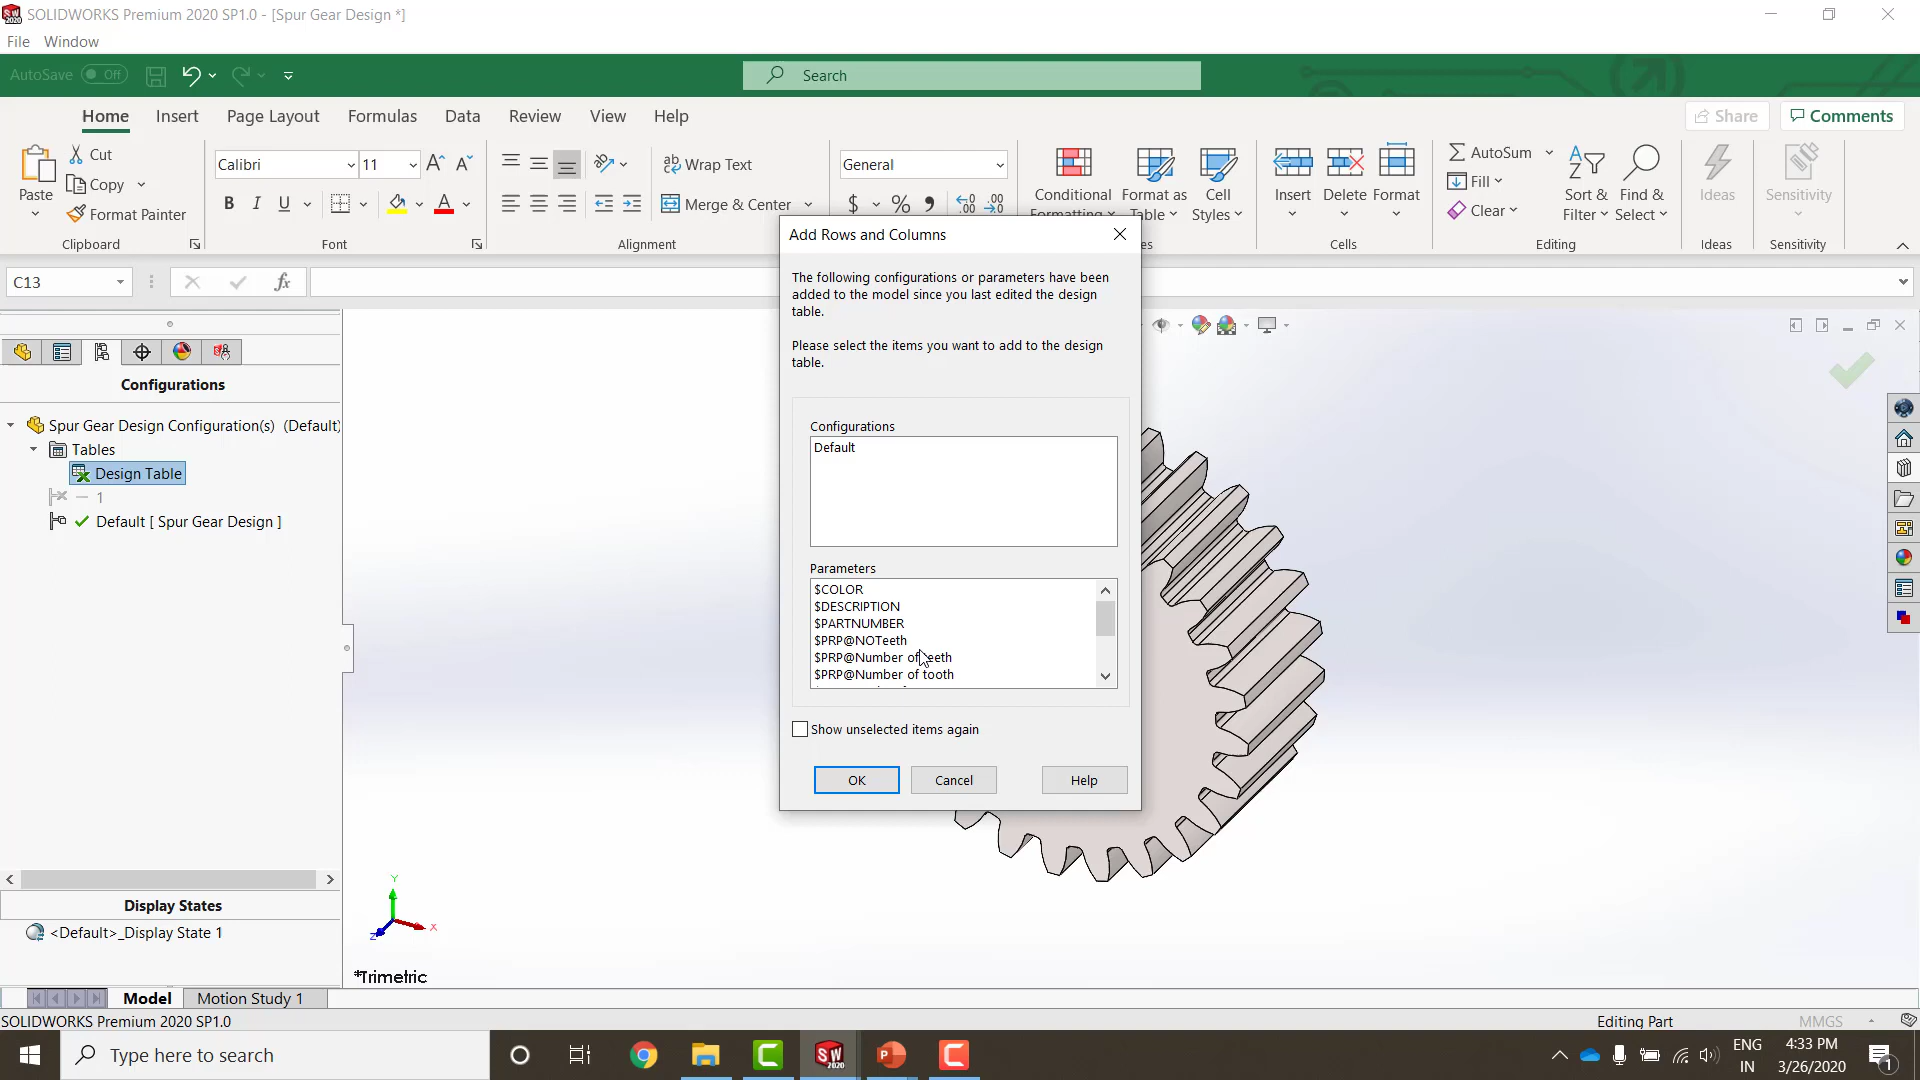 SOLIDWORKS Premium 2020 SP1.0 - [Spur Gear Design *]
File Window
AutoSave Off
Search
Home Insert Page Layout Formulas Data Review View Help
Share Comments
Paste
Cut
Copy
Format Painter
Clipboard
Calibri 11
B I U
Font
Wrap Text
Merge & Center
Alignment
General
$ % 9
Conditional
Format as
Table
Cell
Styles
Insert
Delete
Format
Cells
AutoSum
Fill
Clear
Sort &
Filter
Find &
Select
Editing
Ideas
Ideas
Sensitivity
Sensitivity
C13
fx
Configurations
Spur Gear Design Configuration(s) (Default)
Tables
Design Table
1
Default [ Spur Gear Design ]
Display States
<Default>_Display State 1
Add Rows and Columns
The following configurations or parameters have been
added to the model since you last edited the design
table.
Please select the items you want to add to the design
table.
Configurations
Default
Parameters
$COLOR
$DESCRIPTION
$PARTNUMBER
$PRP@NOTeeth
$PRP@Number of teeth
$PRP@Number of tooth
Show unselected items again
OK Cancel Help
Y
X
Z
*Trimetric
Model Motion Study 1
SOLIDWORKS Premium 2020 SP1.0
Editing Part MMGS
Type here to search
SW
2020
ENG
IN
4:33 PM
3/26/2020
1